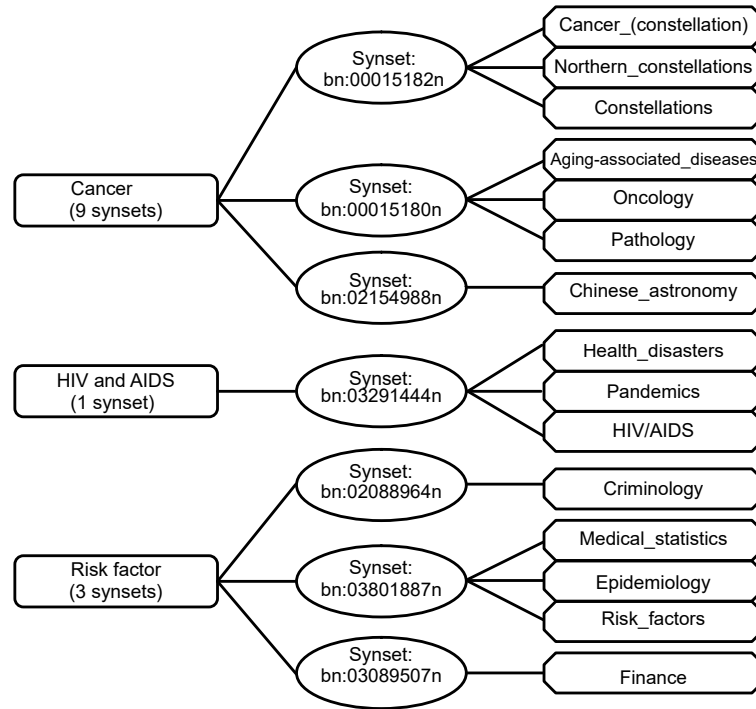 Cancer_(constellation)
Synset:
bn:00015182n
Northern_constellations
Constellations
Aging-associated_diseases
Cancer
(9 synsets)
Synset:
bn:00015180n
Oncology
Pathology
Synset:
bn:02154988n
Chinese_astronomy
Health_disasters
HIV and AIDS
(1 synset)
Synset:
bn:03291444n
Pandemics
HIV/AIDS
Synset:
bn:02088964n
Criminology
Medical_statistics
Risk factor
(3 synsets)
Synset:
bn:03801887n
Epidemiology
Risk_factors
Synset:
bn:03089507n
Finance